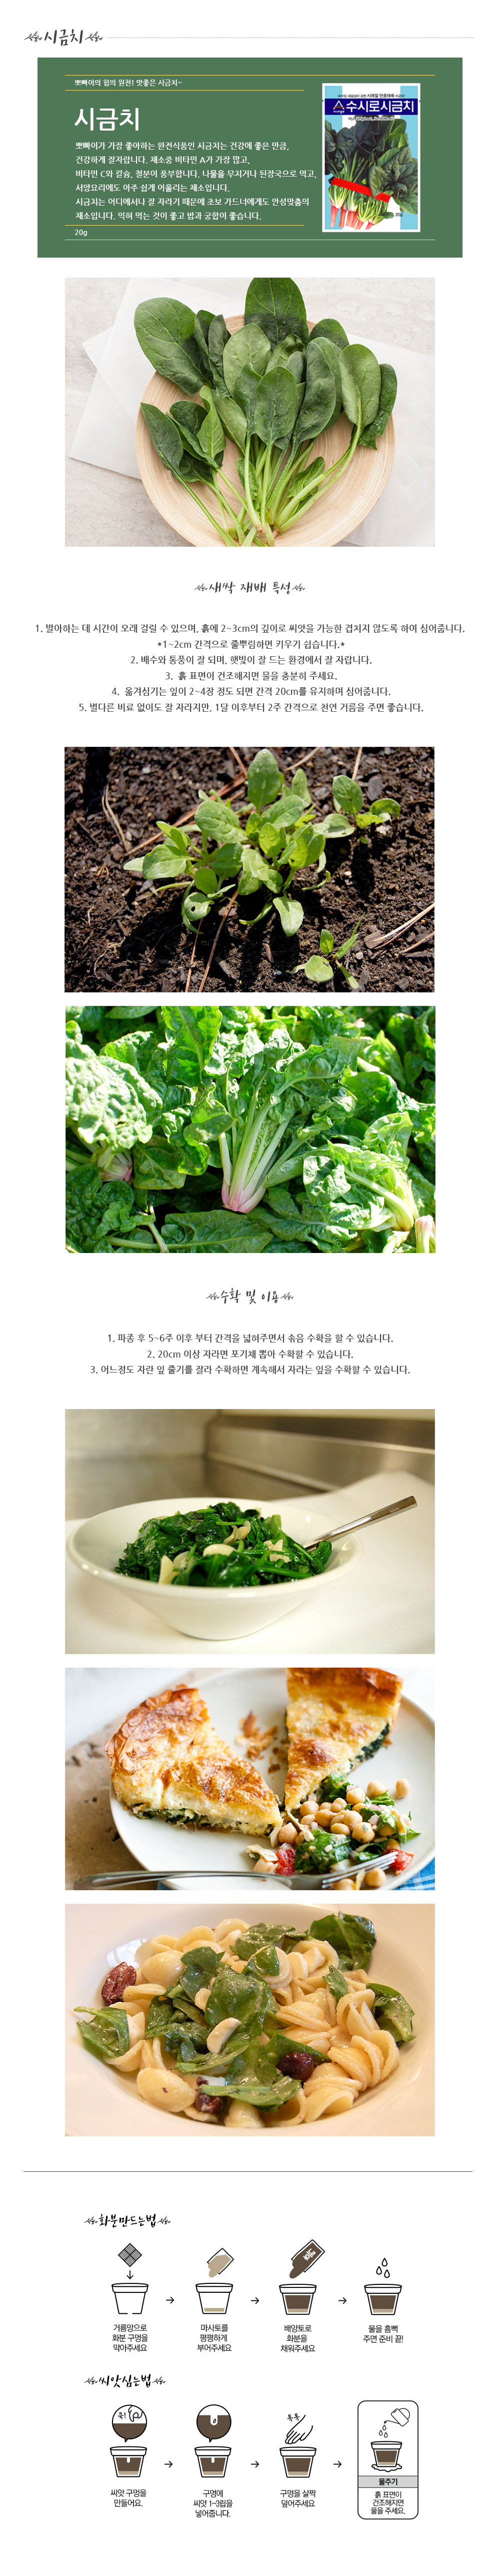 시금치
뽀빠이의 힘의 원천! 맛좋은 시금치~
시금치
뽀빠이가 가장 좋아하는 완전식품인 시금치는 건강에 좋은 만큼,
건강하게 잘자랍니다. 채소중 비타민 A가 가장 많고,
비타민 C와 칼슘, 철분이 풍부합니다. 나물을 무치거나 된장국으로 먹고,
서양요리에도 아주 쉽게 어울리는 채소입니다.
시금치는 어디에서나 잘 자라기 때문에 초보 가드너에게도 안성맞춤의
채소입니다. 익혀 먹는 것이 좋고 밥과 궁합이 좋습니다.
20g
수시로시금치
20g
새싹 재배 특성
1. 발아하는 데 시간이 오래 걸릴 수 있으며, 흙에 2~3cm의 깊이로 씨앗을 가능한 겹치지 않도록 하여 심어줍니다.
*1~2cm 간격으로 줄뿌림하면 키우기 쉽습니다.*
2. 배수와 통풍이 잘 되며, 햇빛이 잘 드는 환경에서 잘 자랍니다.
3. 흙 표면이 건조해지면 물을 충분히 주세요.
4. 옮겨심기는 잎이 2~4장 정도 되면 간격 20cm를 유지하며 심어줍니다.
5. 별다른 비료 없이도 잘 자라지만, 1달 이후부터 2주 간격으로 천연 거름을 주면 좋습니다.
수확 및 이용
1. 파종 후 5~6주 이후 부터 간격을 넓혀주면서 솎음 수확을 할 수 있습니다.
2. 20cm 이상 자라면 포기채 뽑아 수확할 수 있습니다.
3. 어느정도 자란 잎 줄기를 잘라 수확하면 계속해서 자라는 잎을 수확할 수 있습니다.
화분만드는법
거름망으로
화분 구멍을
막아주세요
마사토를
평평하게
부어주세요
배양토로
화분을
채워주세요
물을 흠뻑
주면 준비 끝!
씨앗심는법
쿡!
톡톡
씨앗 구멍을
만들어요.
구멍에
씨앗 1~3립을
넣어줍니다.
구멍을 살짝
덮어주세요
물주기
흙 표면이
건조해지면
물을 주세요.